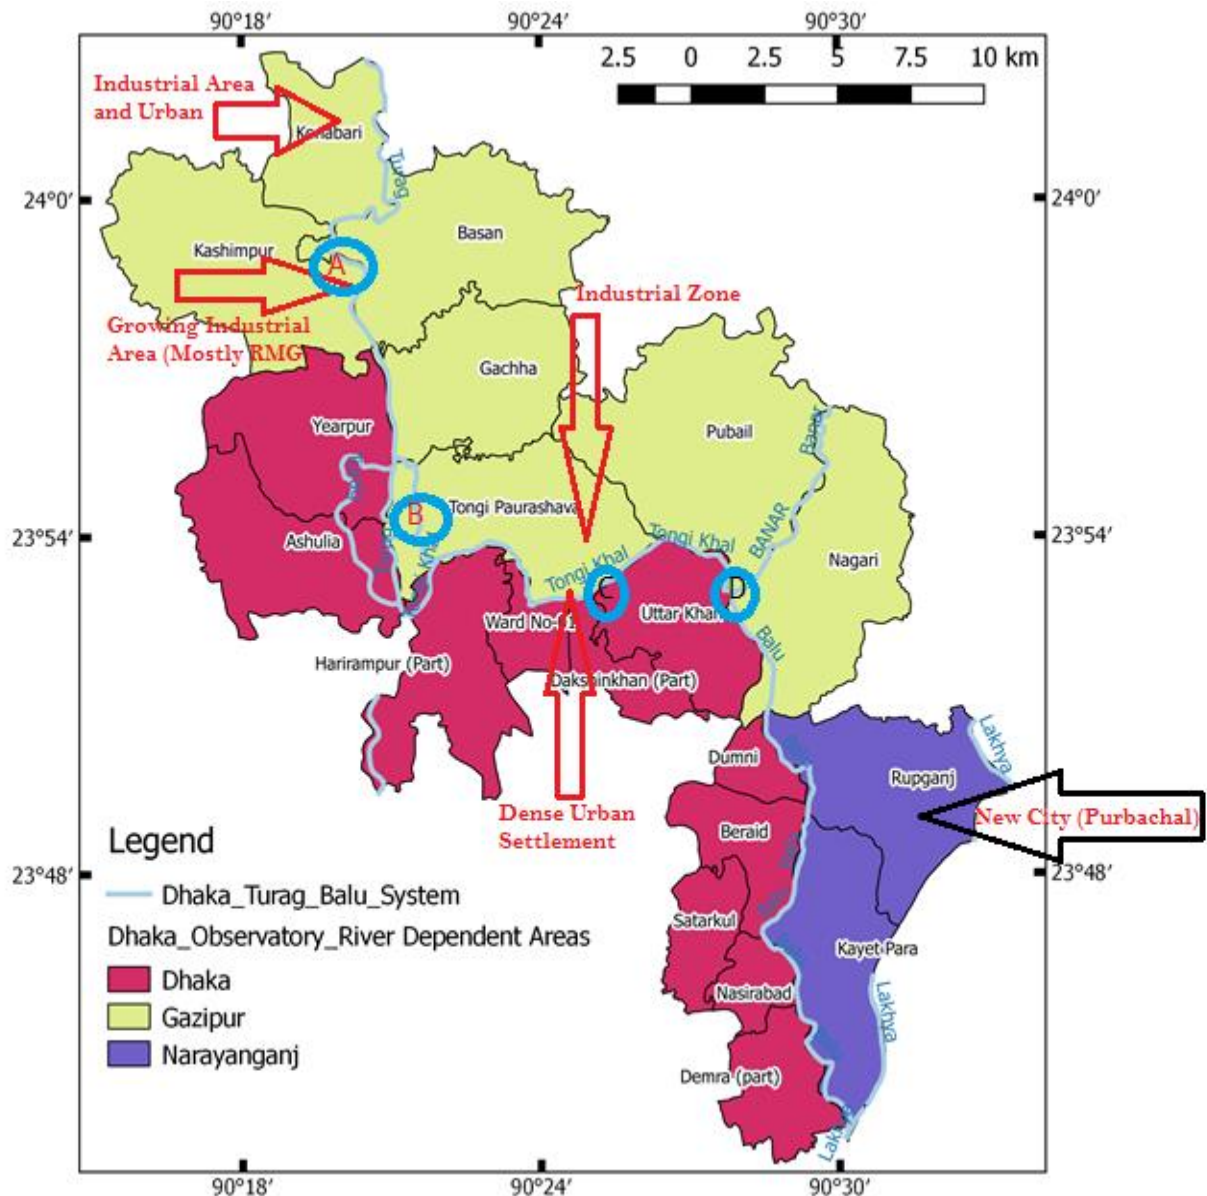 90°18′ 90°24′ 90°30′
2.5 0 2.5 5 7.5 10 km
Industrial Area
and Urban
Konabari
Turag
24°0′ 24°0′
Basan
Kashimpur
A
Industrial Zone
Growing Industrial
Area (Mostly RMG
Gachha
Yearpur
Pubail
Banar
B
Tongi Paurashava
BANAR
23°54′ 23°54′
Ashulia
Khal
Tongi Khal
Nagari
Tongi Khal
C
D
Uttar Khan
Ward No-01
Balu
Harirampur (Part)
Dakshinkhan (Part)
Lakhya
Dumni
Rupganj
New City (Purbachal)
Dense Urban
Settlement
Beraid
Legend
23°48′ 23°48′
Dhaka_Turag_Balu_System
Satarkul
Dhaka_Observatory_River Dependent Areas
Kayet Para
Dhaka
Nasirabad
Gazipur
Lakhya
Narayanganj
Demra (part)
Lakhya
90°18′ 90°24′ 90°30′